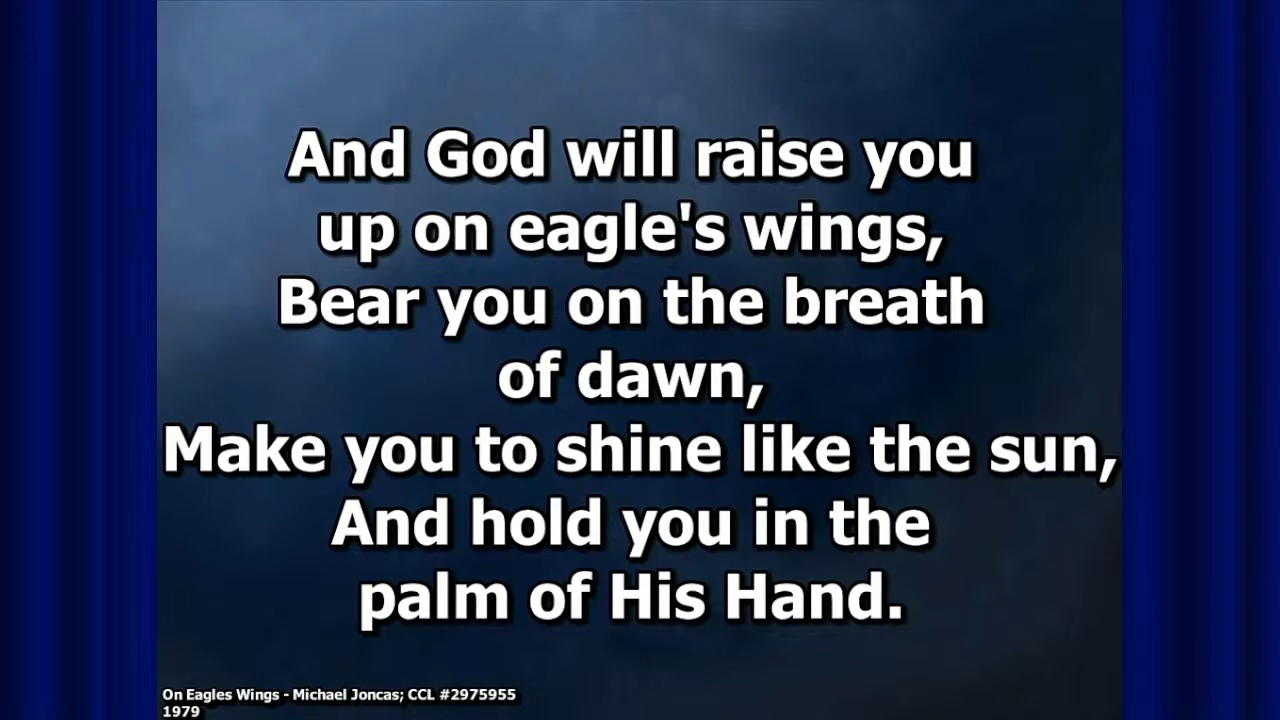 And God will raise you
up on eagle's wings,
Bear you on the breath
of dawn,
Make you to shine like the sun,
And hold you in the
palm of His Hand.
On Eagles Wings - Michael Joncas; CCL #2975955
1979